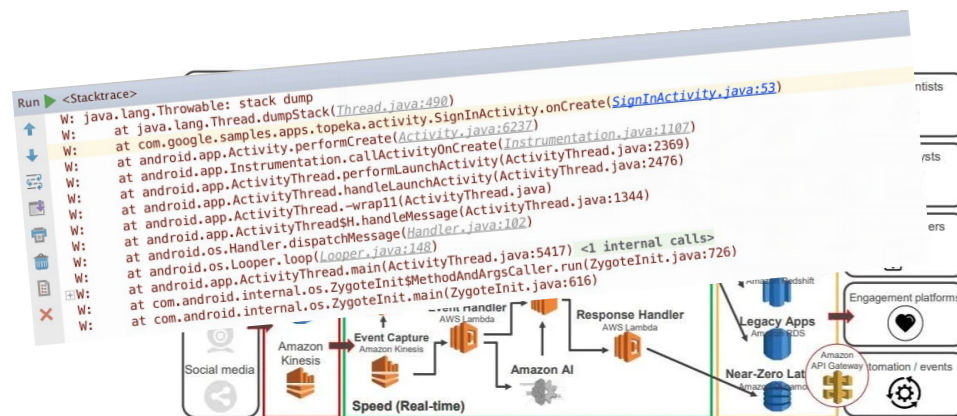 Run <Stacktrace>
W: java.lang.Throwable: stack dump
W: at java.lang.Thread.dumpStack(Thread.java:490)
W: at com.google.samples.apps.topeka.activity.SignInActivity.onCreate(SignInActivity.java:53)
W: at android.app.Activity.performCreate(Activity.java:6237)
W: at android.app.Instrumentation.callActivityOnCreate(Instrumentation.java:1107)
W: at android.app.ActivityThread.performLaunchActivity(ActivityThread.java:2369)
W: at android.app.ActivityThread.handleLaunchActivity(ActivityThread.java:2476)
W: at android.app.ActivityThread.-wrap11(ActivityThread.java)
W: at android.app.ActivityThread$H.handleMessage(ActivityThread.java:1344)
W: at android.os.Handler.dispatchMessage(Handler.java:102)
W: at android.os.Looper.loop(Looper.java:148)
W: at android.app.ActivityThread.main(ActivityThread.java:5417) <1 internal calls>
W: at com.android.internal.os.ZygoteInit$MethodAndArgsCaller.run(ZygoteInit.java:726)
W: at com.android.internal.os.ZygoteInit.main(ZygoteInit.java:616)
Engagement platforms
Event Handler
AWS Lambda
Response Handler
AWS Lambda
Legacy Apps
RDS
Event Capture
Amazon Kinesis
Amazon
Kinesis
Social media
Amazon AI
Near-Zero
Amazon
API Gateway
/ events
Speed (Real-time)